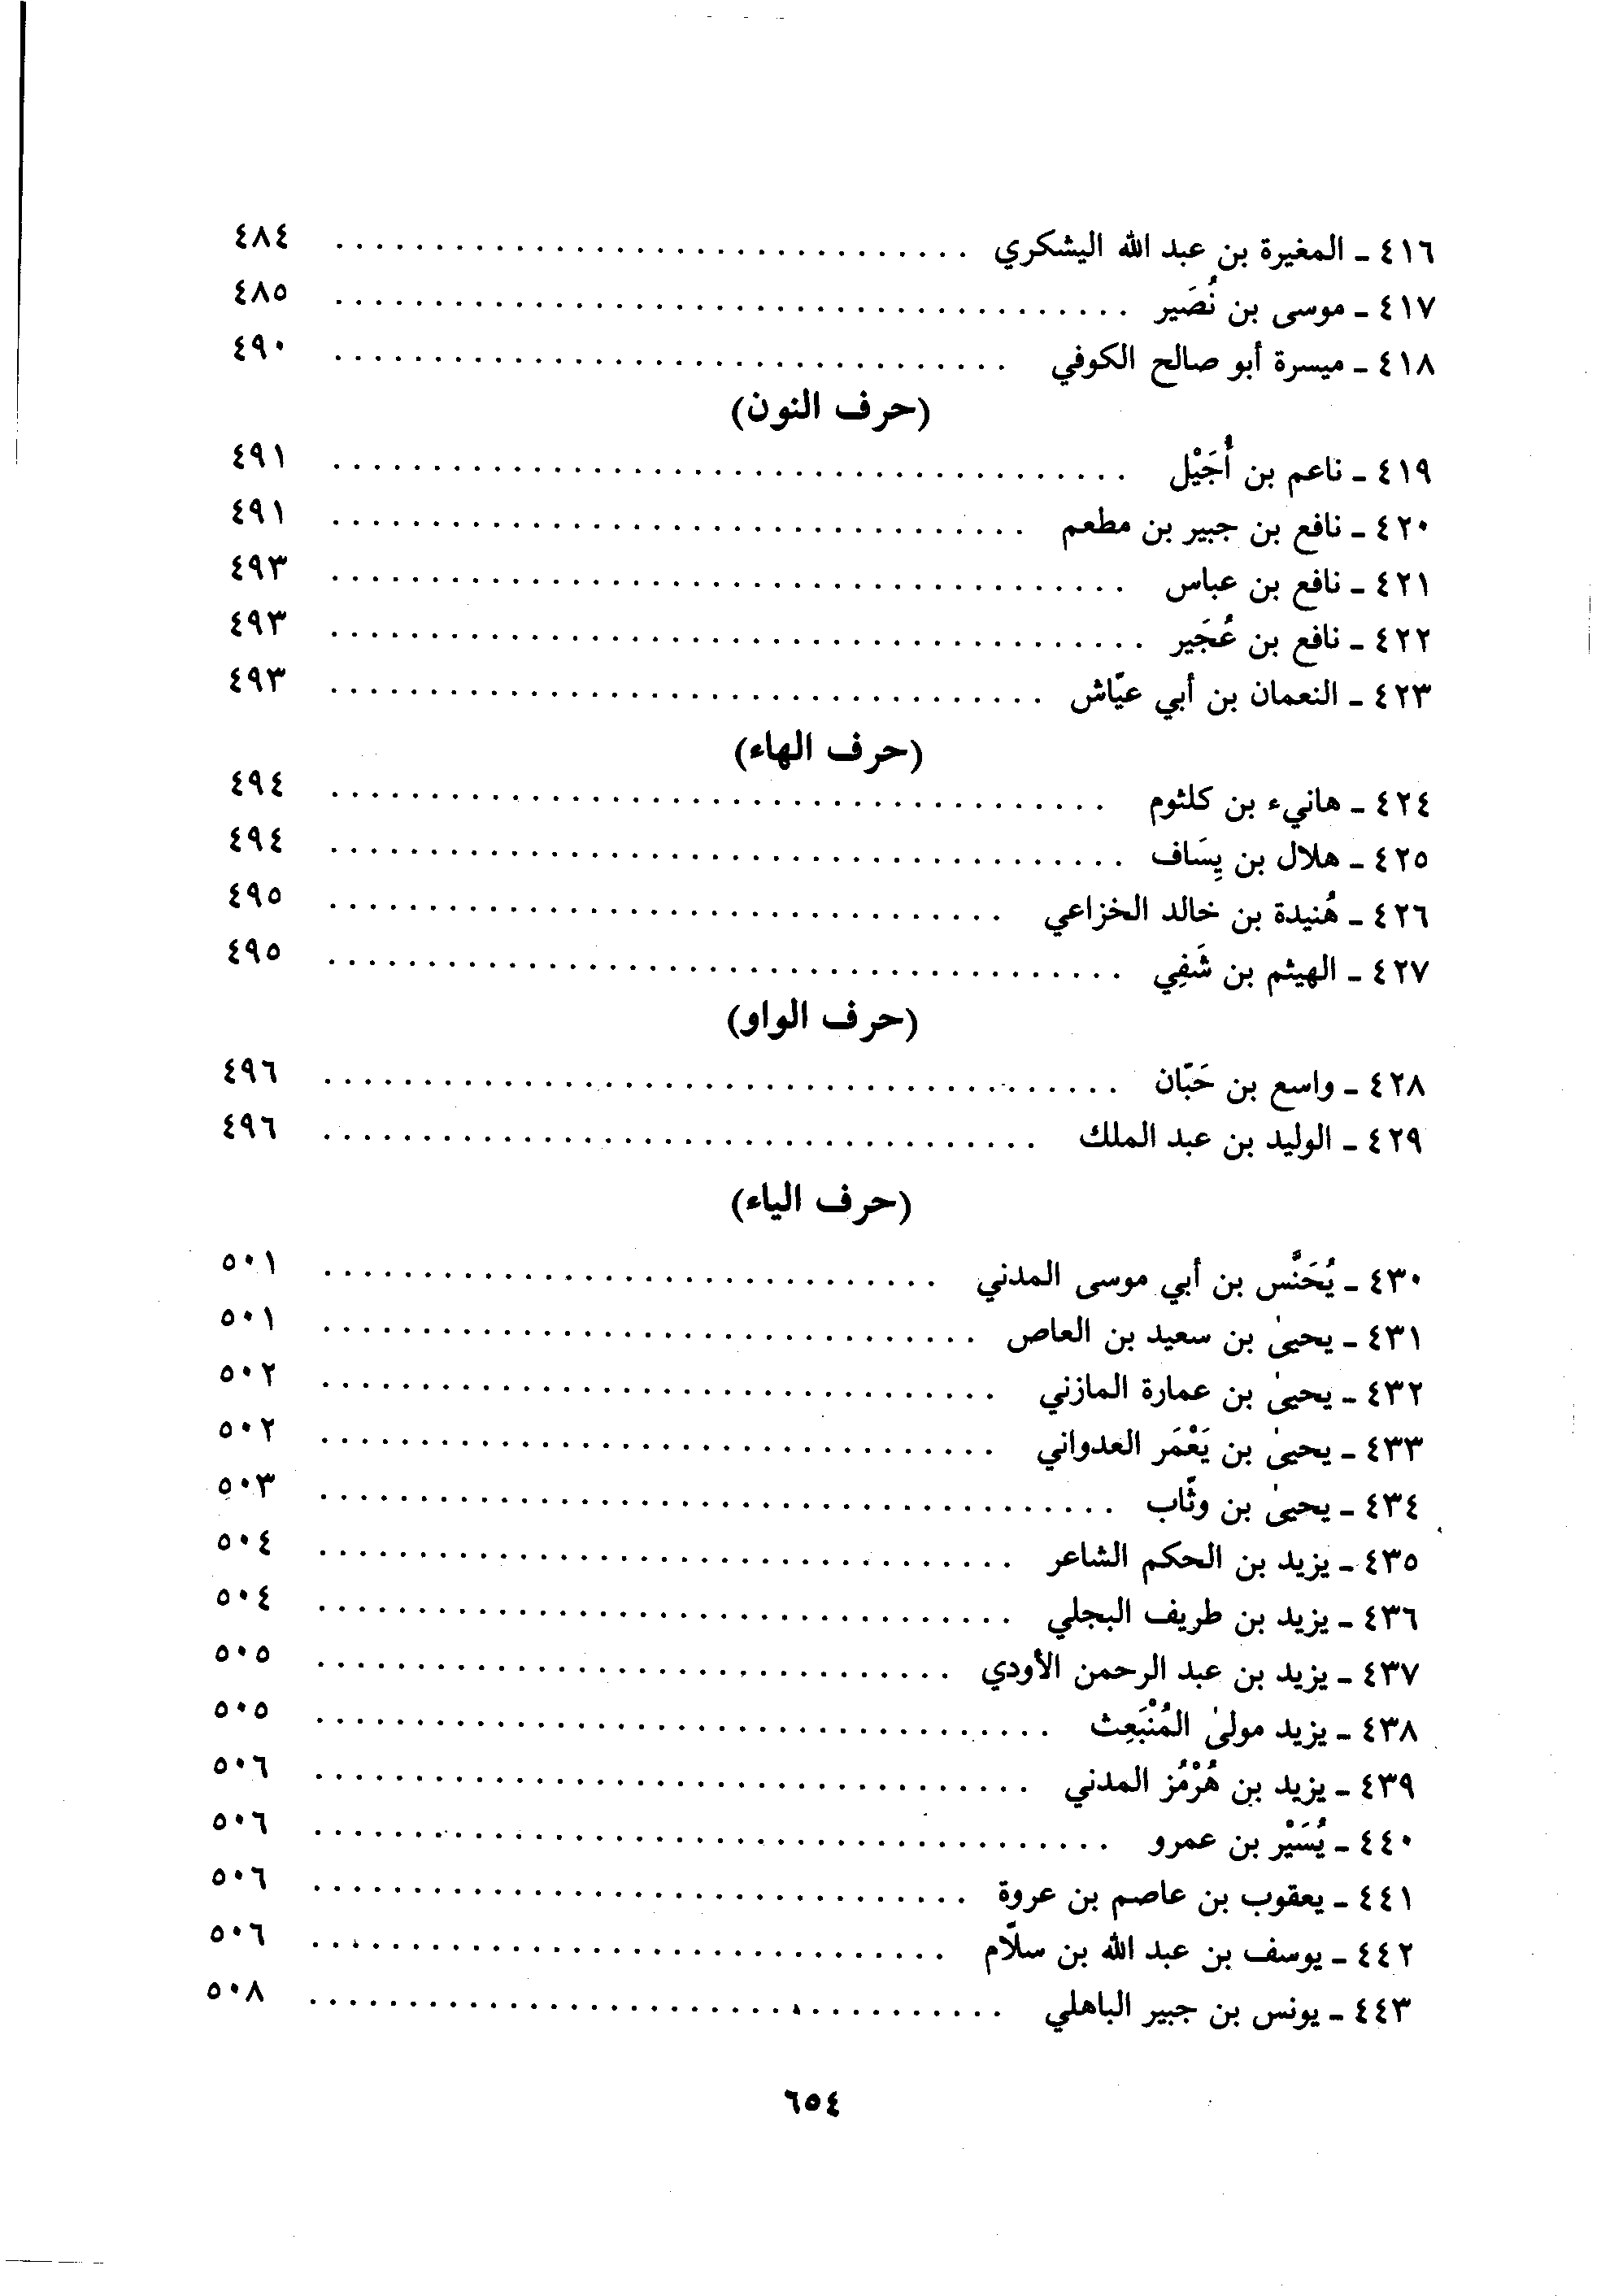 ٤١٦ ـ المغيرة بن عبد الله اليشكري ................................ ٤٨٤
٤١٧ ـ موسى بن نُصَير ........................................ ٤٨٥
٤١٨ ـ ميسرة أبو صالح الكوفي .................................. ٤٩٠
(حرف النون)
٤١٩ ـ ناعم بن أُجَيْل ........................................ ٤٩١
٤٢٠ ـ نافع بن جبير بن مطعم ................................... ٤٩١
٤٢١ ـ نافع بن عباس ........................................ ٤٩٣
٤٢٢ ـ نافع بن عُجَير ......................................... ٤٩٣
٤٢٣ ـ النعمان بن أبي عيّاش .................................... ٤٩٣
(حرف الهاء)
٤٢٤ ـ هانيء بن كلثوم ....................................... ٤٩٤
٤٢٥ ـ هلال بن يِسَاف ........................................ ٤٩٤
٤٢٦ ـ هُنيدة بن خالد الخزاعي .................................. ٤٩٥
٤٢٧ ـ الهيثم بن شَفِي ........................................ ٤٩٥
(حرف الواو)
٤٢٨ ـ واسع بن حَبّان ........................................ ٤٩٦
٤٢٩ ـ الوليد بن عبد الملك .................................... ٤٩٦
(حرف الياء)
٤٣٠ ـ يُحَنَّس بن أبي موسى المدني ............................... ٥٠١
٤٣١ ـ يحيىٰ بن سعيد بن العاص ................................. ٥٠١
٤٣٢ ـ يحيىٰ بن عمارة المازني .................................. ٥٠٢
٤٣٣ ـ يحيىٰ بن يَعْمَر العدواني .................................. ٥٠٢
٤٣٤ ـ يحيىٰ بن وثّاب ........................................ ٥٠٣
٤٣٥ ـ يزيد بن الحكم الشاعر ................................... ٥٠٤
٤٣٦ ـ يزيد بن طريف البجلي ................................... ٥٠٤
٤٣٧ ـ يزيد بن عبد الرحمن الأودي ................................ ٥٠٥
٤٣٨ ـ يزيد مولىٰ المُنْبَعِث ..................................... ٥٠٥
٤٣٩ ـ يزيد بن هُرْمُز المدني .................................... ٥٠٦
٤٤٠ ـ يُسَيْر بن عمرو ........................................ ٥٠٦
٤٤١ ـ يعقوب بن عاصم بن عروة ................................. ٥٠٦
٤٤٢ ـ يوسف بن عبد الله بن سلّام ................................ ٥٠٦
٤٤٣ ـ يونس بن جبير الباهلي ................................... ٥٠٨
٦٥٤